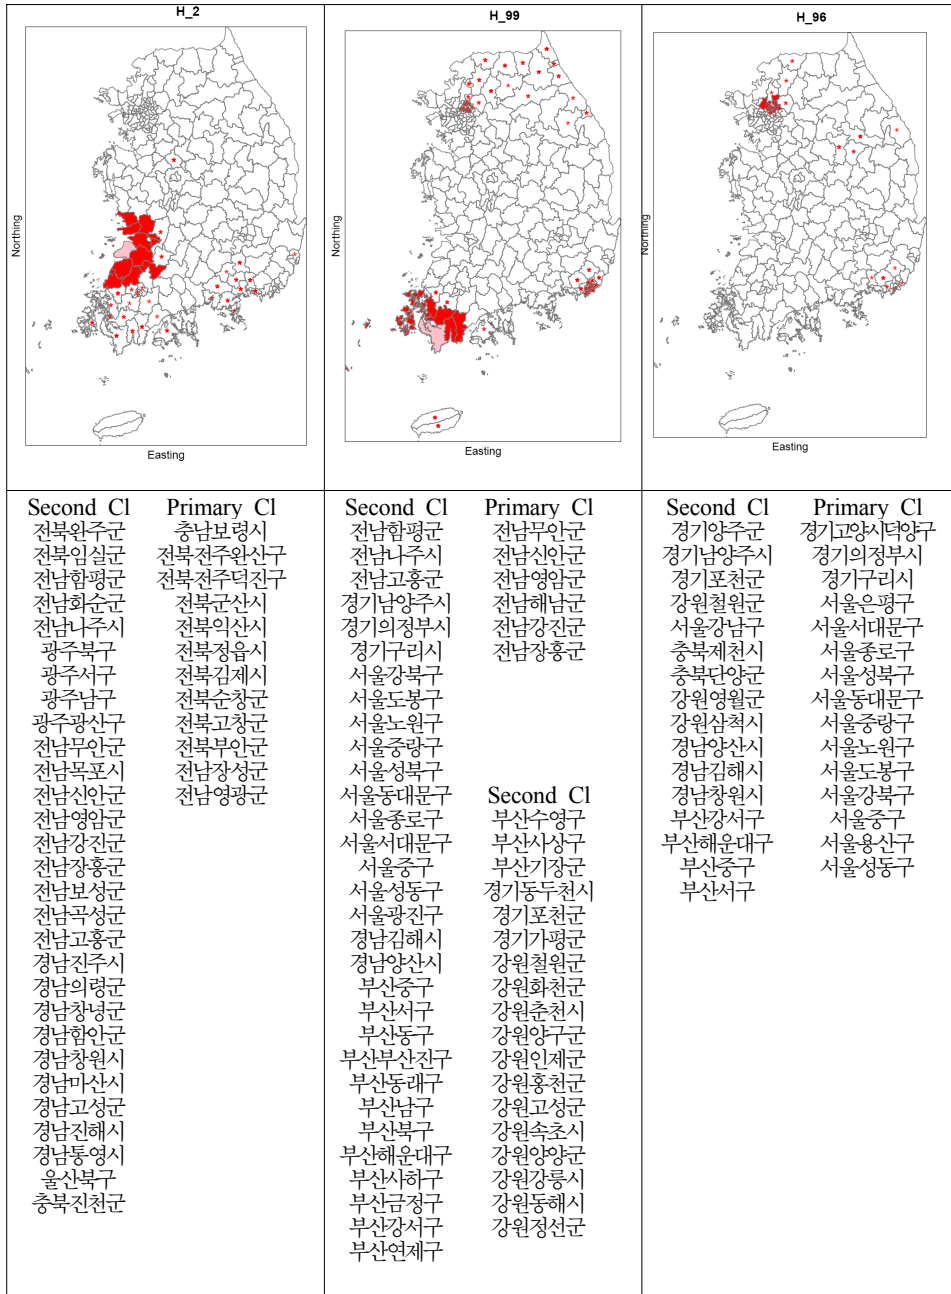 H_2
H_99
H_96
Northing
Northing
Northing
Easting
Easting
Easting
Second Cl Primary Cl
전북완주군 충남보령시
전북임실군 전북전주완산구
전남함평군 전북전주덕진구
전남화순군 전북군산시
전남나주시 전북익산시
광주북구 전북정읍시
광주서구 전북김제시
광주남구 전북순창군
광주광산구 전북고창군
전남무안군 전북부안군
전남목포시 전남장성군
전남신안군 전남영광군
전남영암군
전남강진군
전남장흥군
전남보성군
전남곡성군
전남고흥군
경남진주시
경남의령군
경남창녕군
경남함안군
경남창원시
경남마산시
경남고성군
경남진해시
경남통영시
울산북구
충북진천군
Second Cl Primary Cl
전남함평군 전남무안군
전남나주시 전남신안군
전남고흥군 전남영암군
경기남양주시 전남해남군
경기의정부시 전남강진군
경기구리시 전남장흥군
서울강북구
서울도봉구
서울노원구
서울중랑구
서울성북구
서울동대문구 Second Cl
서울종로구 부산수영구
서울서대문구 부산사상구
서울중구 부산기장군
서울성동구 경기동두천시
서울광진구 경기포천군
경남김해시 경기가평군
경남양산시 강원철원군
부산중구 강원화천군
부산서구 강원춘천시
부산동구 강원양구군
부산부산진구 강원인제군
부산동래구 강원홍천군
부산남구 강원고성군
부산북구 강원속초시
부산해운대구 강원양양군
부산사하구 강원강릉시
부산금정구 강원동해시
부산강서구 강원정선군
부산연제구
Second Cl Primary Cl
경기양주군 경기고양시덕양구
경기남양주시 경기의정부시
경기포천군 경기구리시
강원철원군 서울은평구
서울강남구 서울서대문구
충북제천시 서울종로구
충북단양군 서울성북구
강원영월군 서울동대문구
강원삼척시 서울중랑구
경남양산시 서울노원구
경남김해시 서울도봉구
경남창원시 서울강북구
부산강서구 서울중구
부산해운대구 서울용산구
부산중구 서울성동구
부산서구